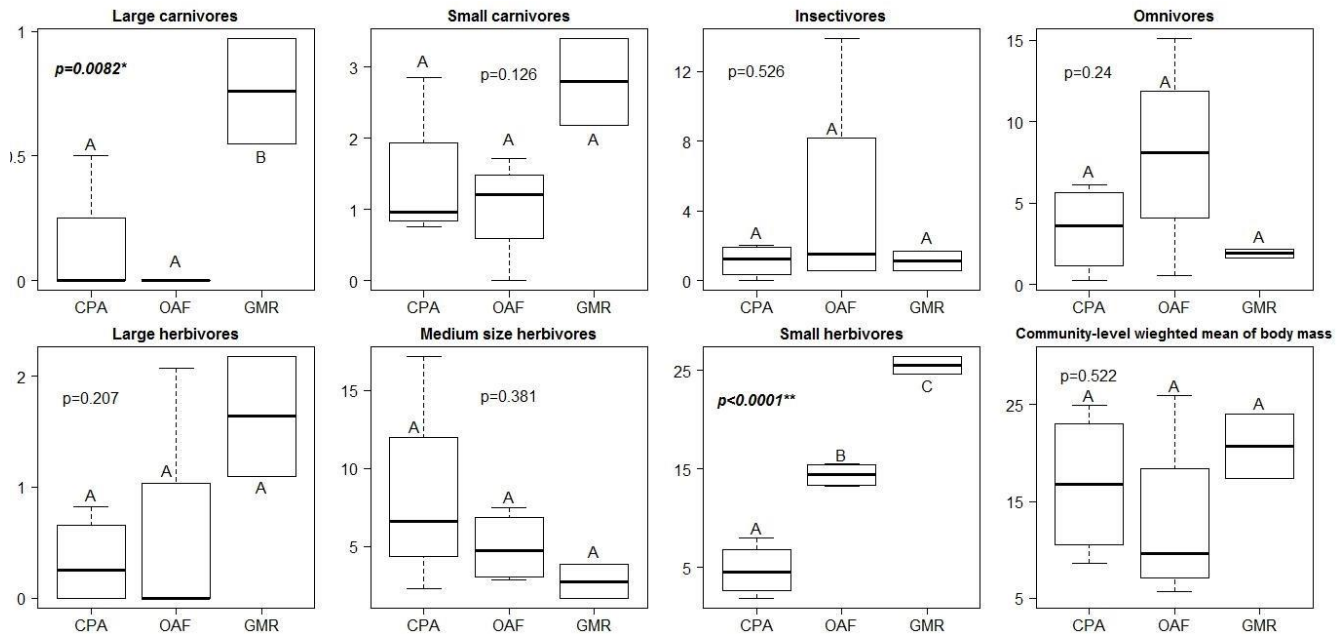 Large carnivores
1
p=0.0082*
A
0.5
A
B
0
CPA
OAF
GMR
Small carnivores
3
A
p=0.126
2
A
A
1
0
CPA
OAF
GMR
Insectivores
12
p=0.526
8
A
4
A
A
0
CPA
OAF
GMR
Omnivores
15
p=0.24
A
10
5
A
A
0
CPA
OAF
GMR
Large herbivores
2
p=0.207
1
A
A
A
0
CPA
OAF
GMR
Medium size herbivores
15
p=0.381
A
10
A
5
A
CPA
OAF
GMR
Small herbivores
25
C
p<0.0001**
15
B
A
5
CPA
OAF
GMR
Community-level wieghted mean of body mass
p=0.522
25
A
A
A
15
5
CPA
OAF
GMR